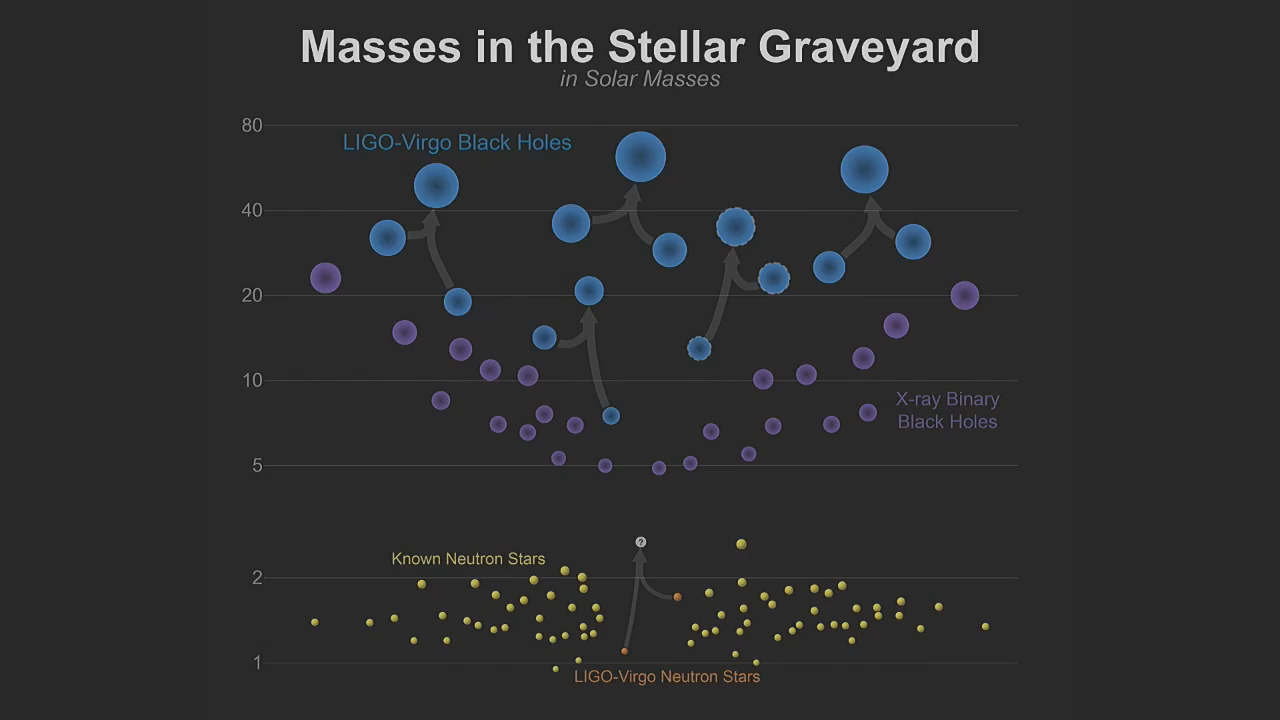 Masses in the Stellar Graveyard
in Solar Masses
80
LIGO-Virgo Black Holes
40
20
10
X-ray Binary
Black Holes
5
?
Known Neutron Stars
2
1
LIGO-Virgo Neutron Stars